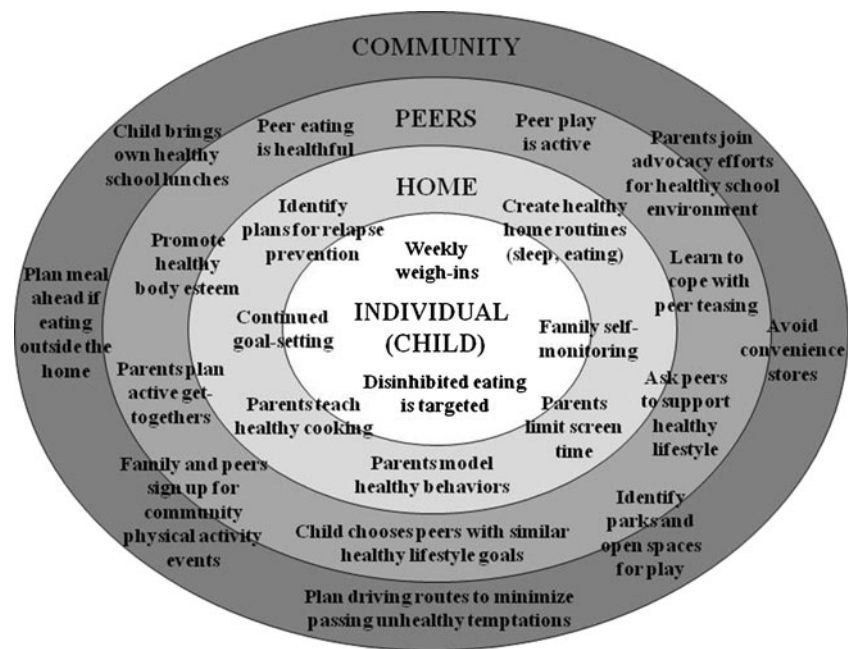 COMMUNITY
Child brings
own healthy
school lunches
Peer eating
is healthful
PEERS
Peer play
is active
Parents join
advocacy efforts
for healthy school
environment
HOME
Identify
plans for relapse
prevention
Create healthy
home routines
(sleep, eating)
Promote
healthy
body esteem
Weekly
weigh-ins
Learn to
cope with
peer teasing
Plan meal
ahead if
eating
outside the
home
Continued
goal-setting
INDIVIDUAL
(CHILD)
Family self-
monitoring
Avoid
convenience
stores
Parents plan
active get-
togethers
Parents teach
healthy cooking
Disinhibited eating
is targeted
Parents
limit screen
time
Ask peers
to support
healthy
lifestyle
Family and peers
sign up for
community
physical activity
events
Parents model
healthy behaviors
Identify
parks and
open spaces
for play
Child chooses peers with similar
healthy lifestyle goals
Plan driving routes to minimize
passing unhealthy temptations